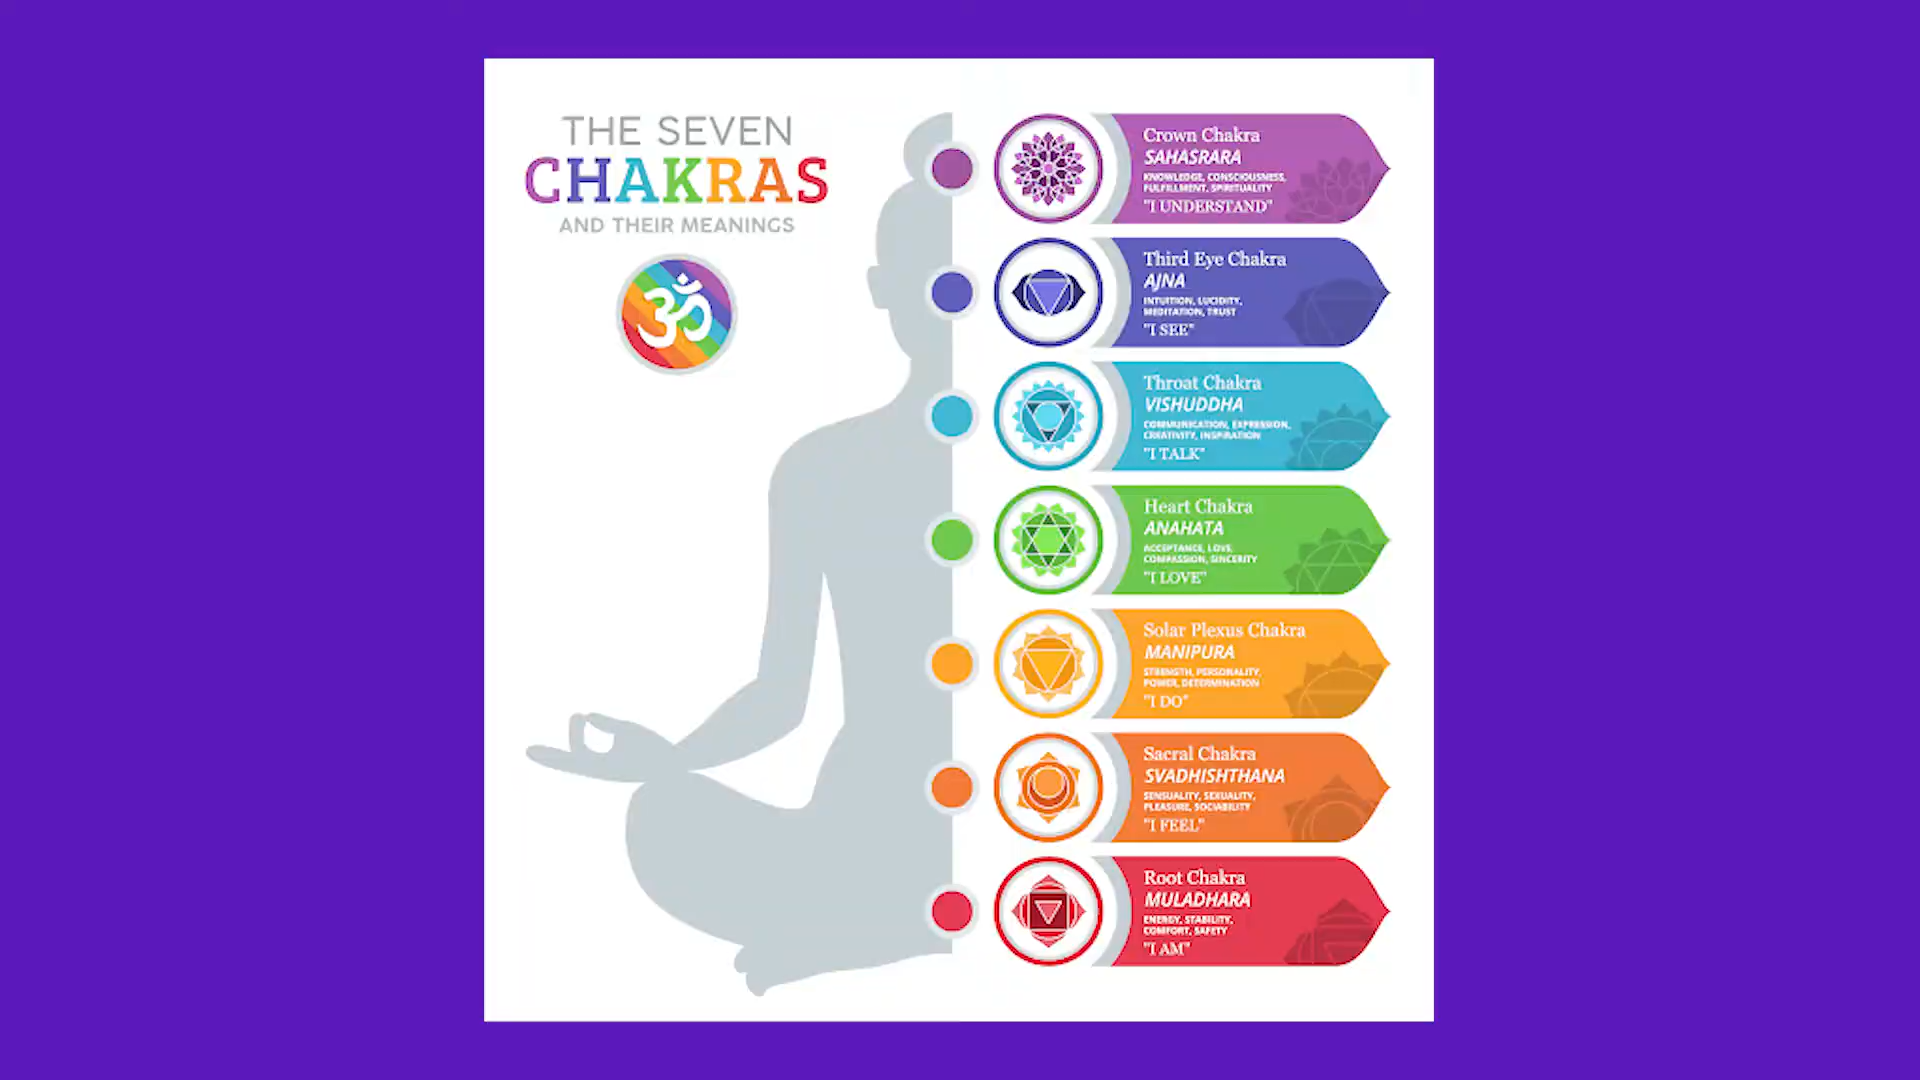 THE SEVEN
CHAKRAS
AND THEIR MEANINGS
ॐ
Crown Chakra
SAHASRARA
KNOWLEDGE, CONSCIOUSNESS,
FULFILLMENT, SPIRITUALITY
"I UNDERSTAND"
Third Eye Chakra
AJNA
INTUITION, LUCIDITY,
MEDITATION, TRUST
"I SEE"
Throat Chakra
VISHUDDHA
COMMUNICATION, EXPRESSION,
CREATIVITY, INSPIRATION
"I TALK"
Heart Chakra
ANAHATA
ACCEPTANCE, LOVE,
COMPASSION, SINCERITY
"I LOVE"
Solar Plexus Chakra
MANIPURA
STRENGTH, PERSONALITY,
POWER, DETERMINATION
"I DO"
Sacral Chakra
SVADHISHTHANA
SENSUALITY, SEXUALITY,
PLEASURE, SOCIABILITY
"I FEEL"
Root Chakra
MULADHARA
ENERGY, STABILITY,
COMFORT, SAFETY
"I AM"